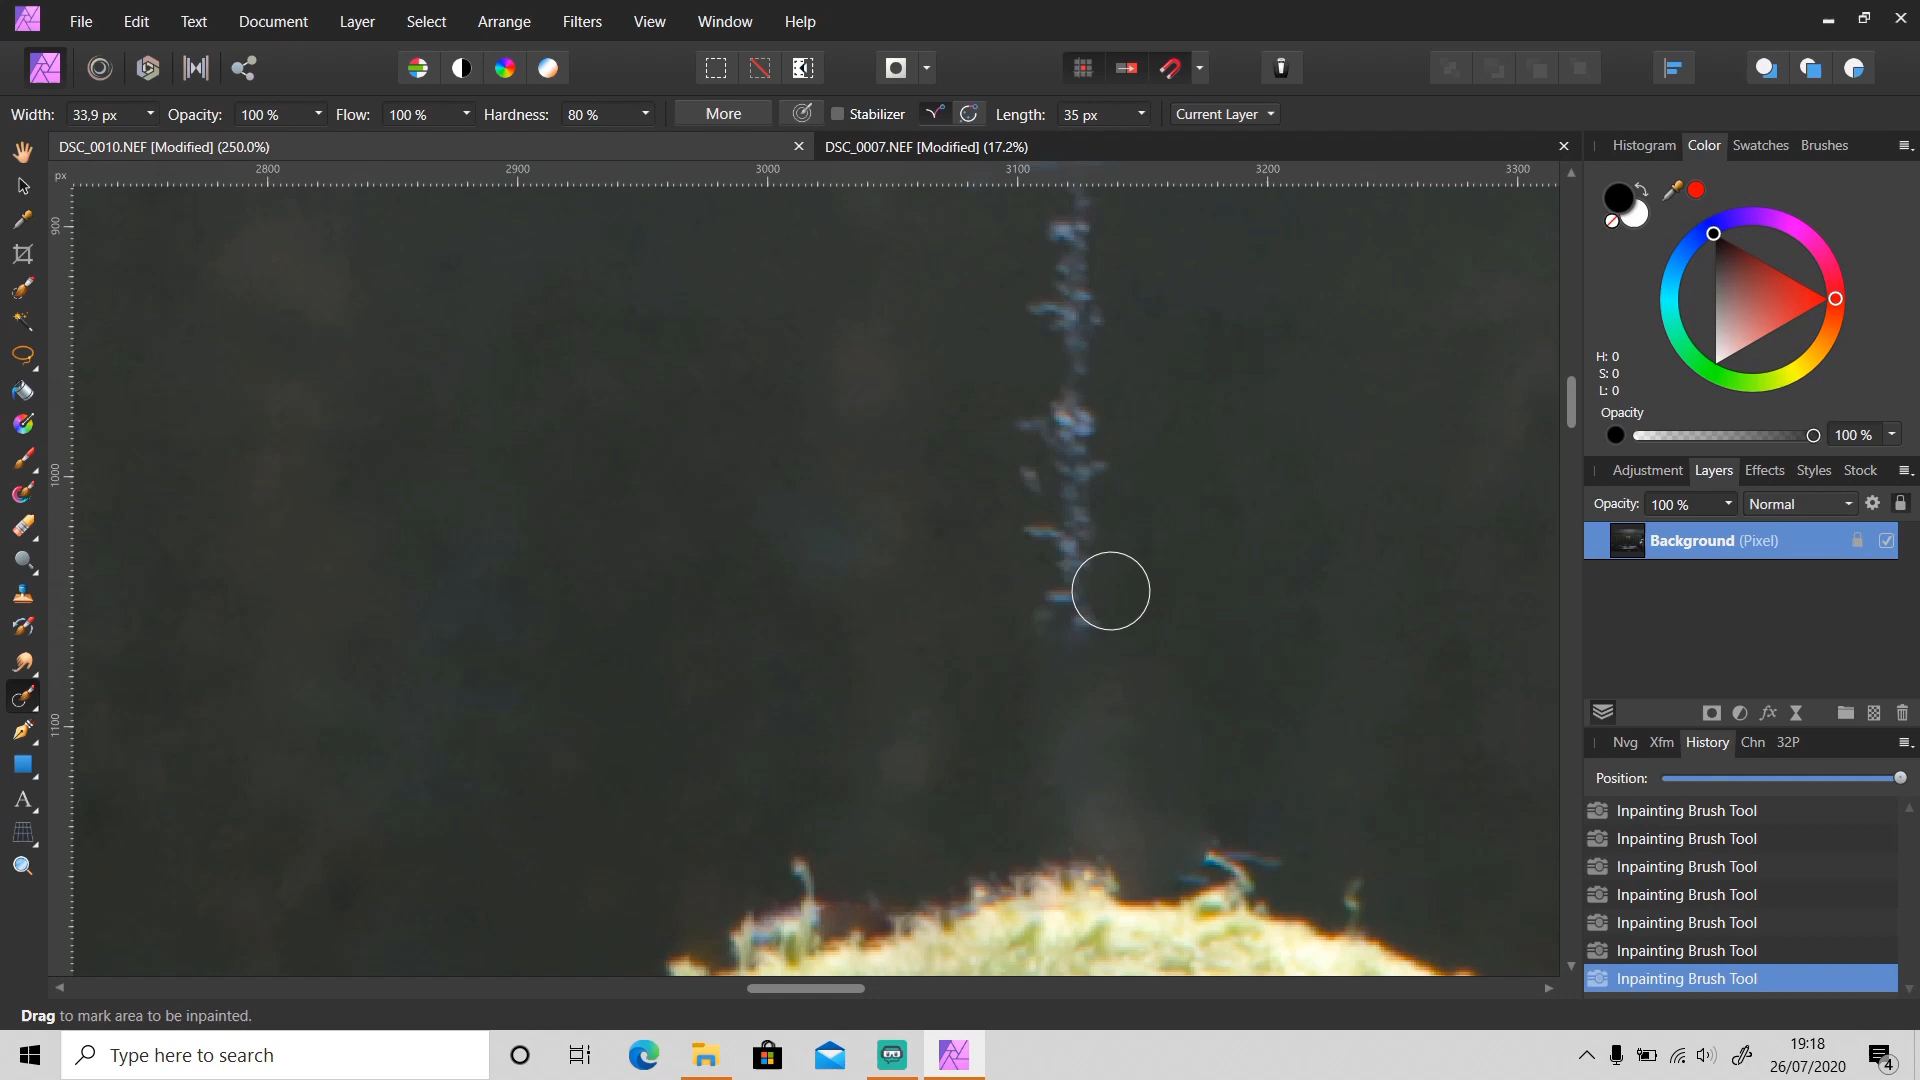 File Edit Text Document Layer Select Arrange Filters View Window Help
Width: 33,9 px Opacity: 100 % Flow: 100 % Hardness: 80 % More Stabilizer Length: 35 px Current Layer
DSC_0010.NEF [Modified] (250.0%) DSC_0007.NEF [Modified] (17.2%)
px 2800 2900 3000 3100 3200 3300
900
1000
1100
Histogram Color Swatches Brushes
H: 0
S: 0
L: 0
Opacity
100 %
Adjustment Layers Effects Styles Stock
Opacity: 100 % Normal
Background (Pixel)
Nvg Xfm History Chn 32P
Position:
Inpainting Brush Tool
Inpainting Brush Tool
Inpainting Brush Tool
Inpainting Brush Tool
Inpainting Brush Tool
Inpainting Brush Tool
Inpainting Brush Tool
Drag to mark area to be inpainted.
Type here to search
19:18
26/07/2020
4